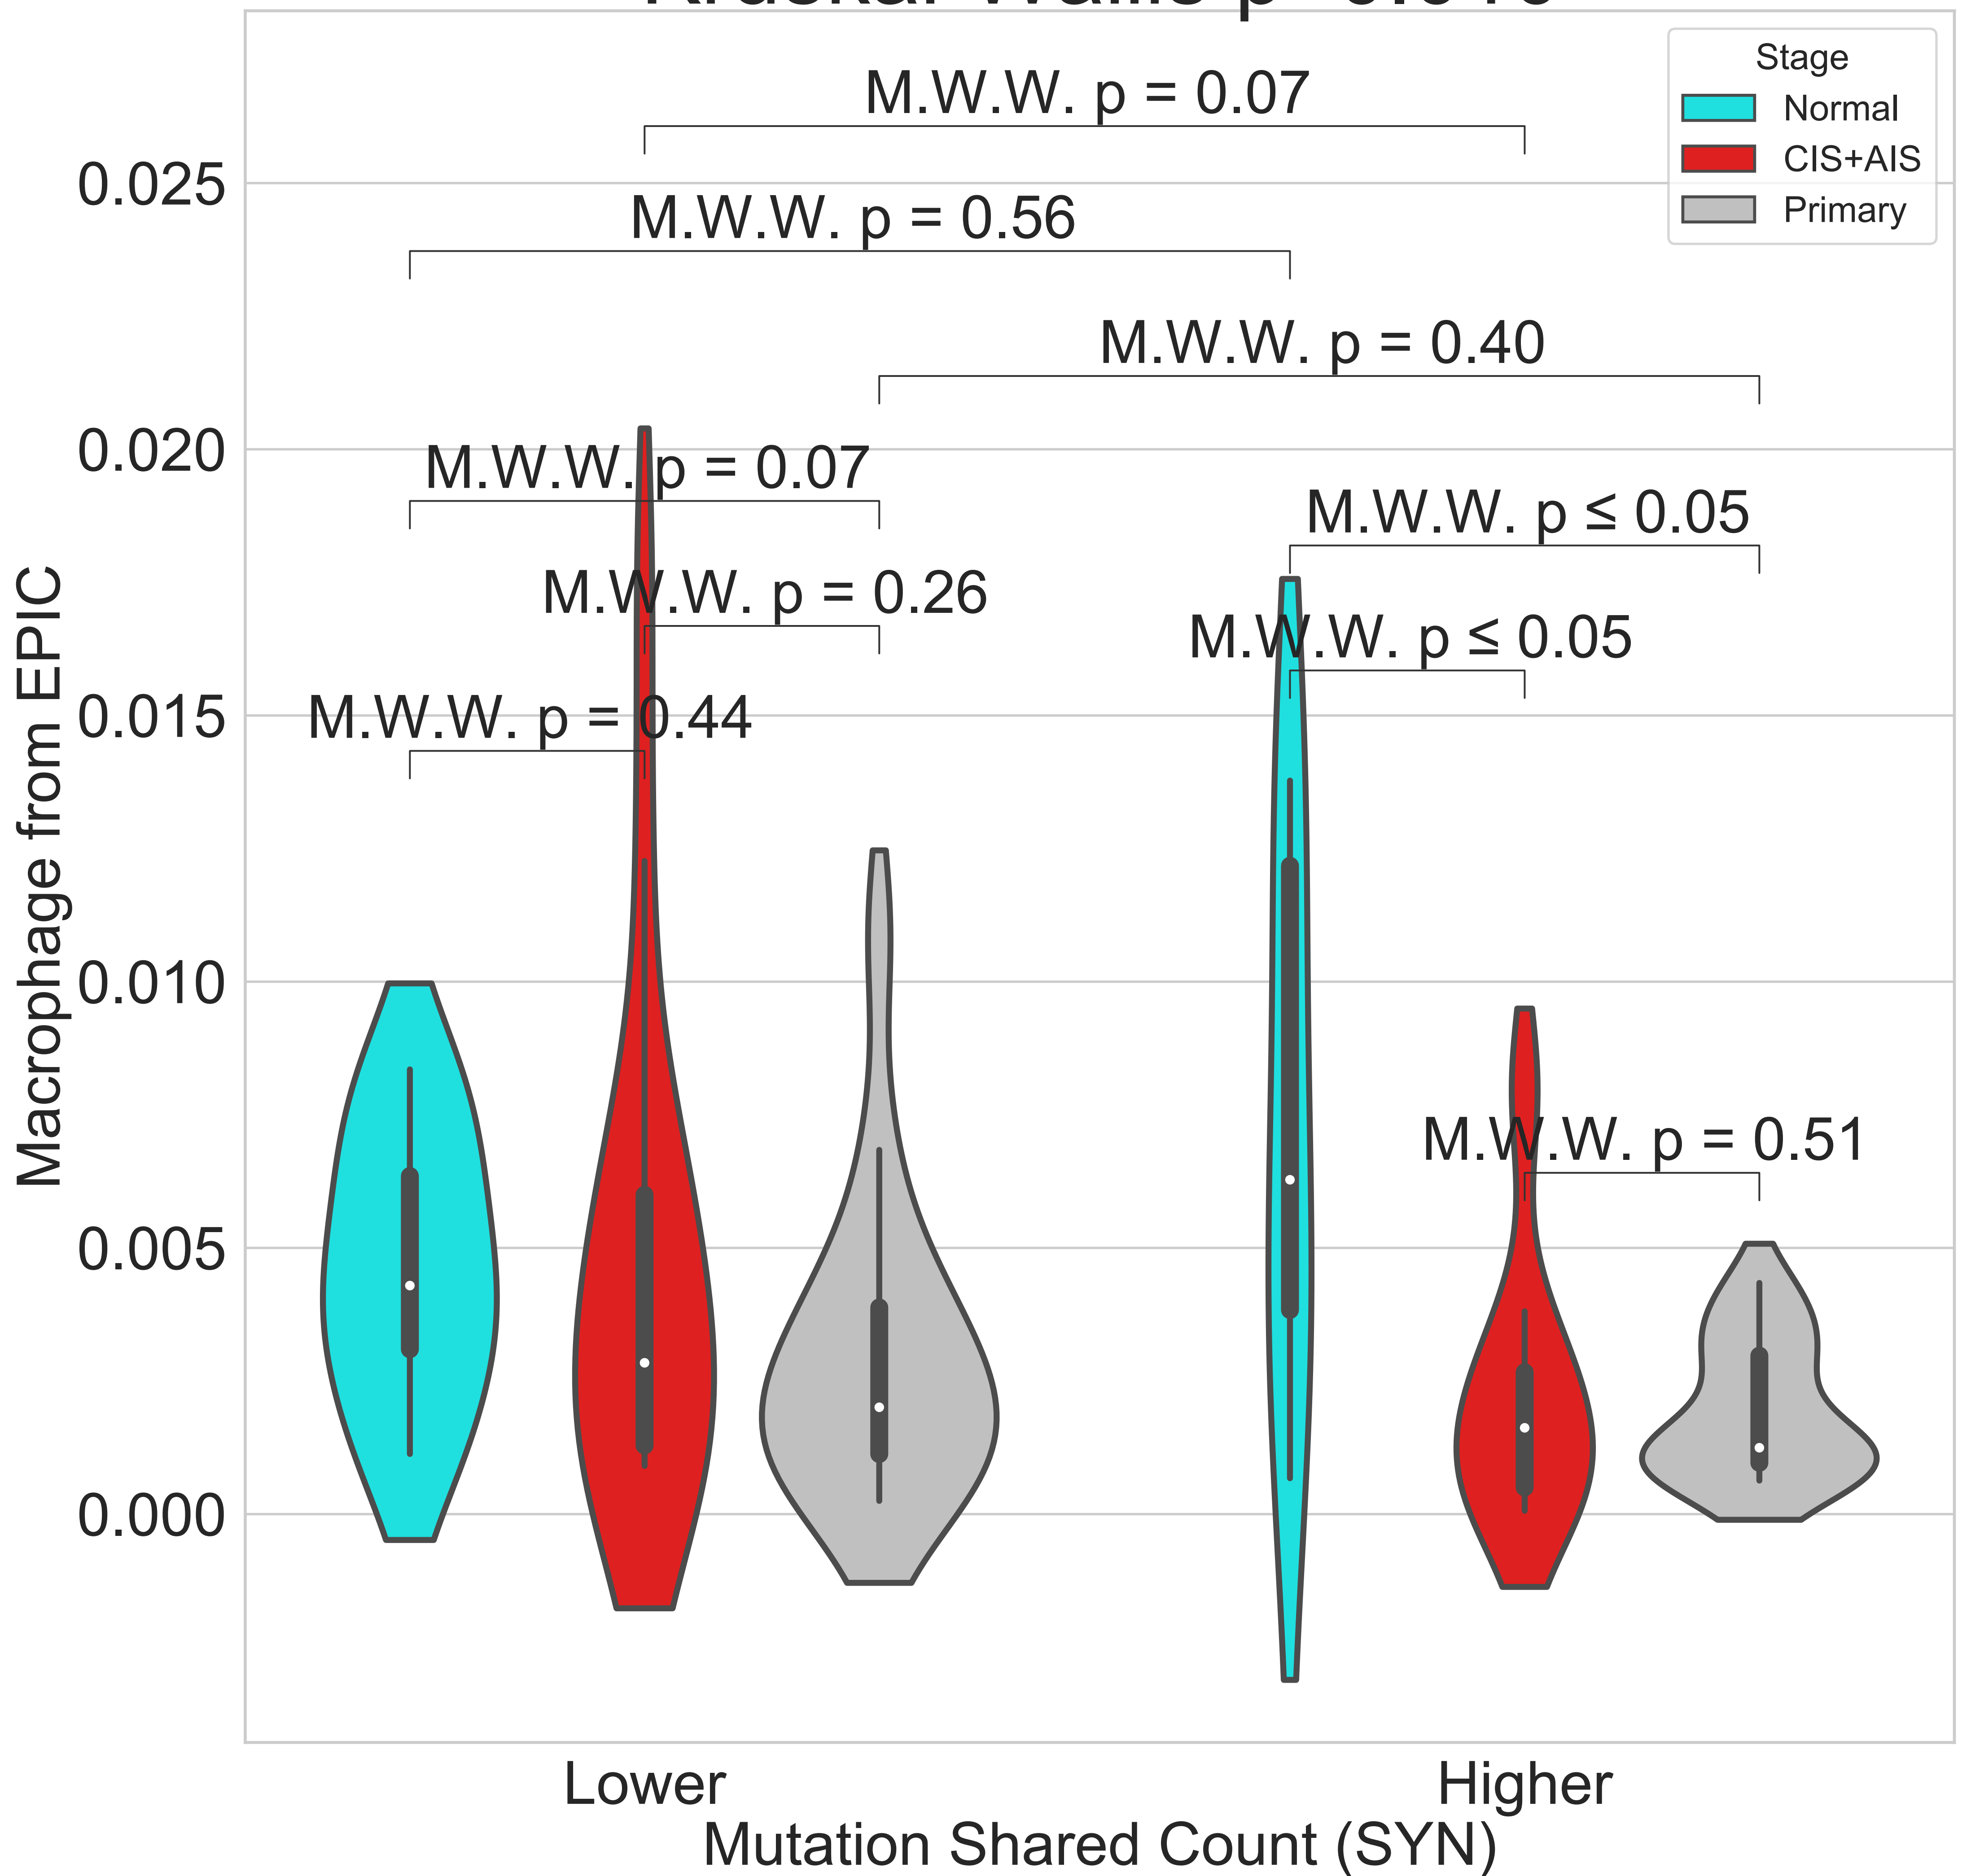 Stage
Normal
CIS+AIS
Primary
M.W.W. p = 0.07
M.W.W. p = 0.56
M.W.W. p = 0.40
M.W.W. p = 0.07
M.W.W. p ≤ 0.05
M.W.W. p = 0.26
M.W.W. p ≤ 0.05
M.W.W. p = 0.44
M.W.W. p = 0.51
0.025
0.020
0.015
0.010
0.005
0.000
Macrophage from EPIC
Lower
Higher
Mutation Shared Count (SYN)